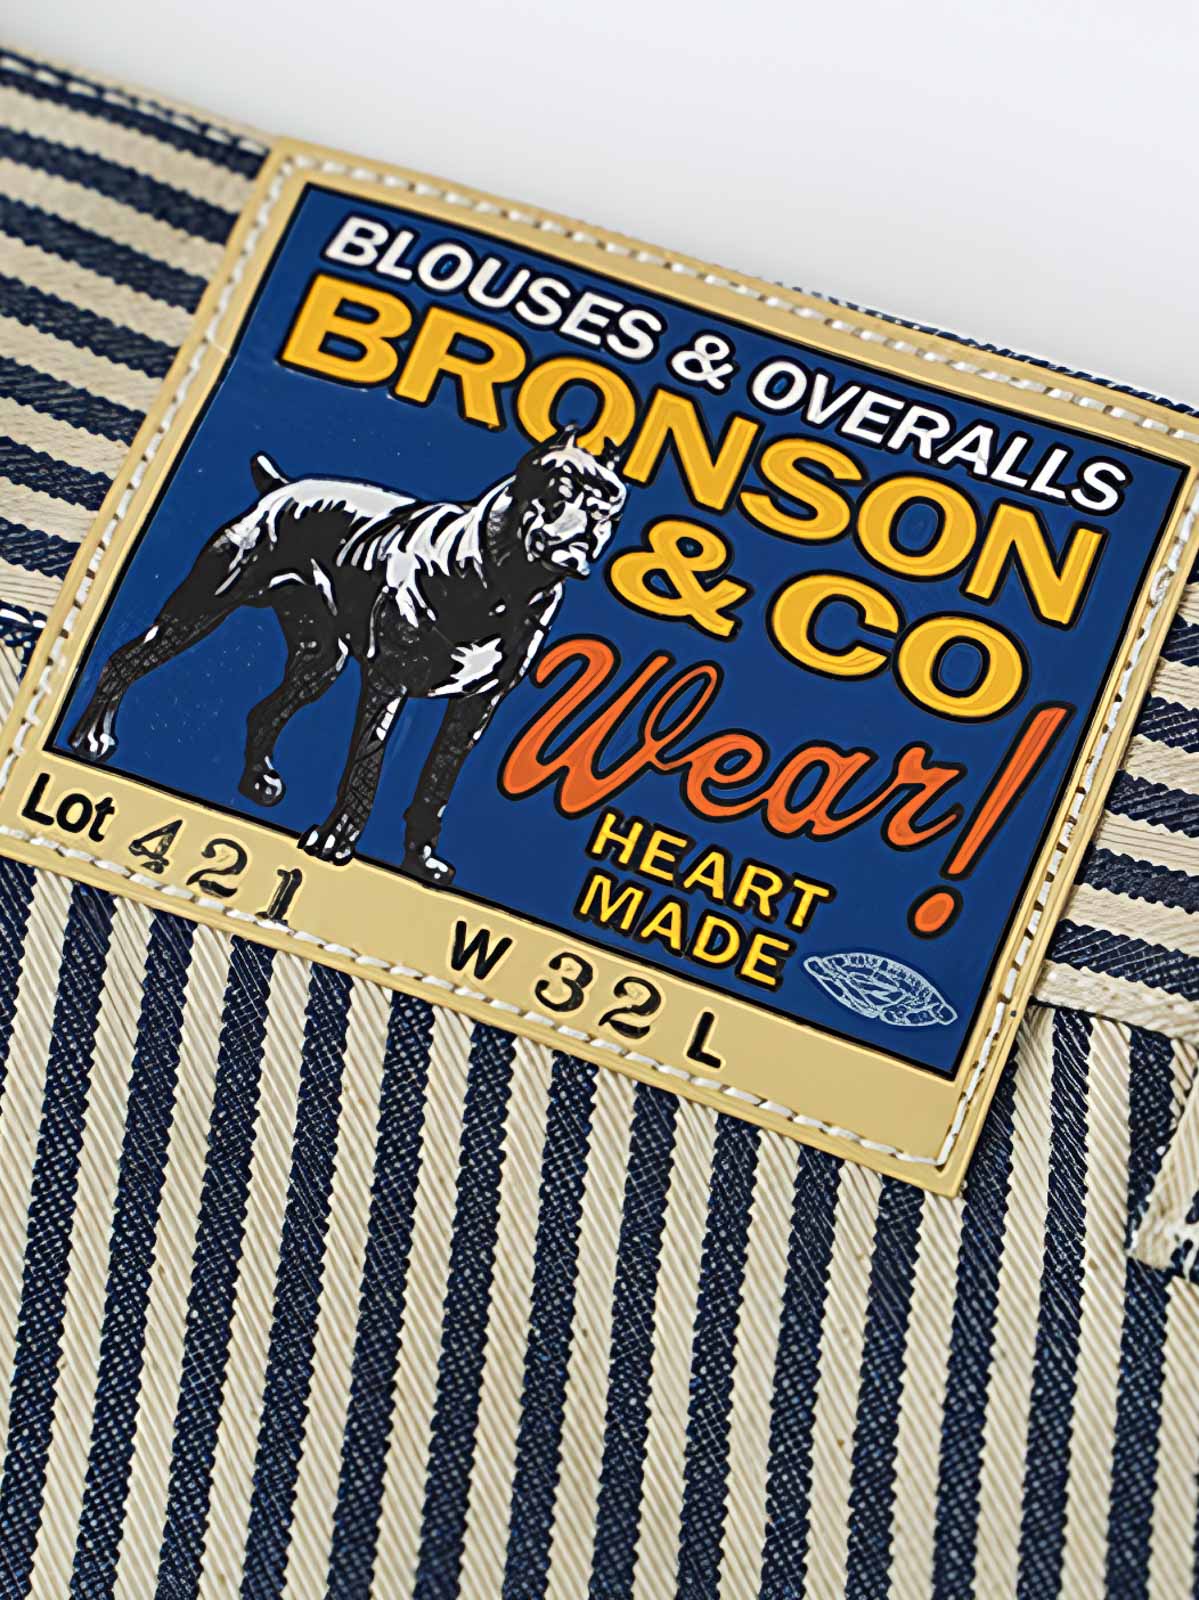 BLOUSES & OVERALLS
BRONSON
& CO
Wear!
HEART
MADE
Lot 421
W 32 L